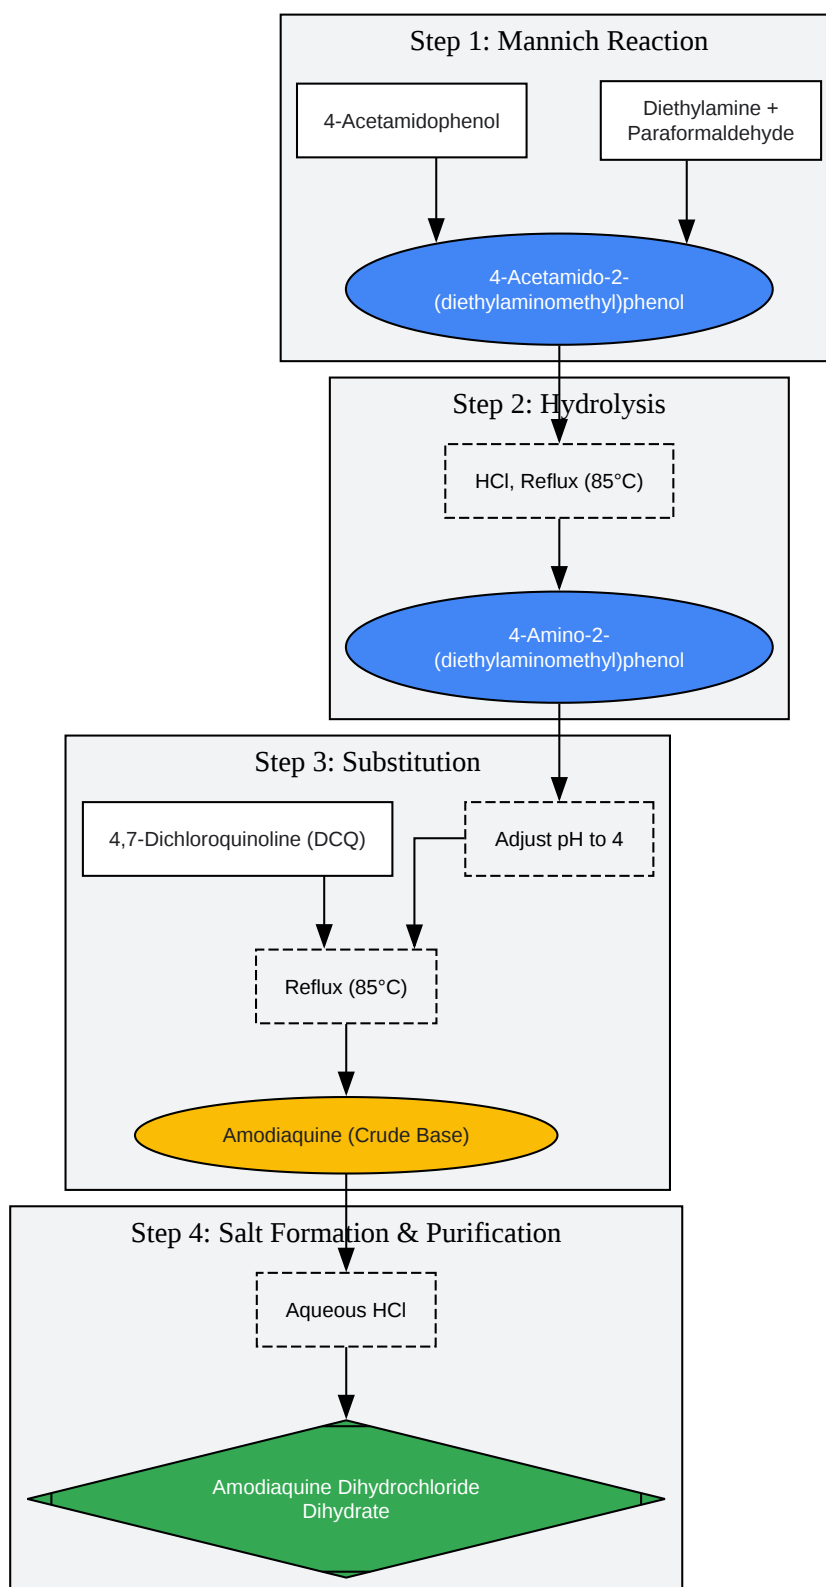 Step 1: Mannich Reaction
4-Acetamidophenol
Diethylamine +
Paraformaldehyde
4-Acetamido-2-
(diethylaminomethyl)phenol
Step 2: Hydrolysis
HCl, Reflux (85°C)
4-Amino-2-
(diethylaminomethyl)phenol
Step 3: Substitution
4,7-Dichloroquinoline (DCQ)
Adjust pH to 4
Reflux (85°C)
Amodiaquine (Crude Base)
Step 4: Salt Formation & Purification
Aqueous HCl
Amodiaquine Dihydrochloride
Dihydrate